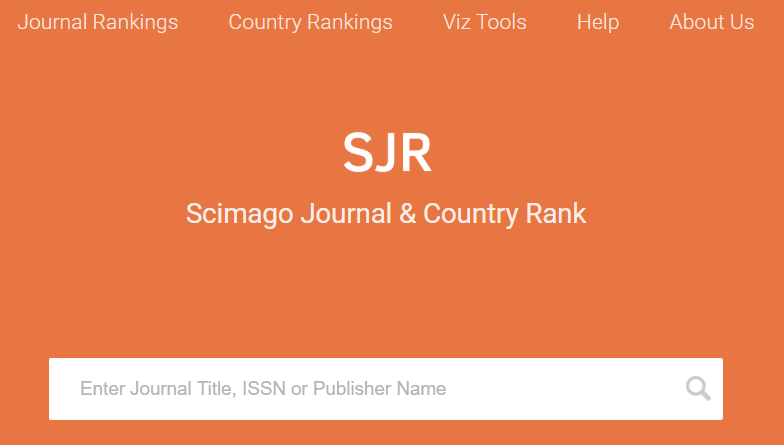 Journal Rankings Country Rankings Viz Tools Help About Us
SJR
Scimago Journal & Country Rank
Enter Journal Title, ISSN or Publisher Name